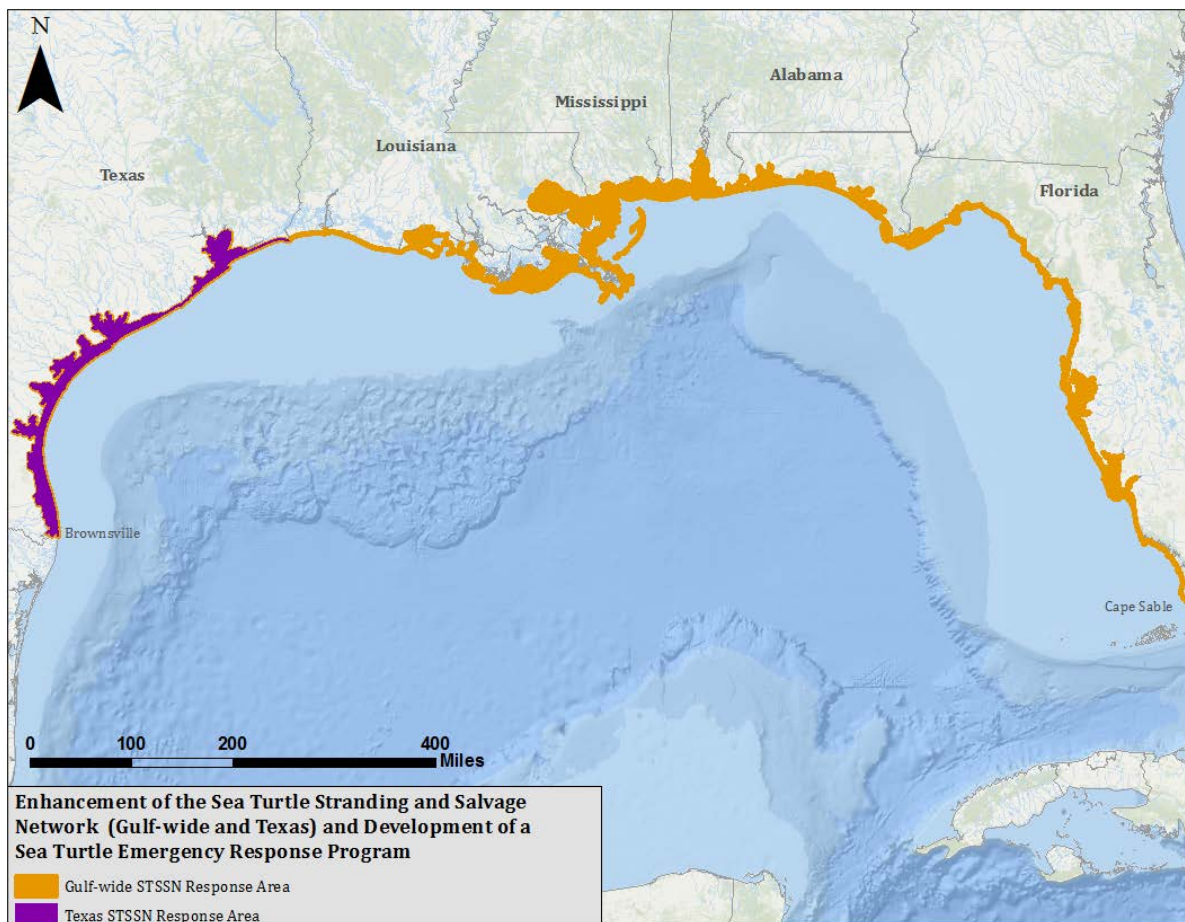 N
Alabama
Mississippi
Louisiana
Texas
Florida
Brownsville
Cape Sable
0 100 200 400
Miles
Enhancement of the Sea Turtle Stranding and Salvage
Network (Gulf-wide and Texas) and Development of a
Sea Turtle Emergency Response Program
Gulf-wide STSSN Response Area
Texas STSSN Response Area